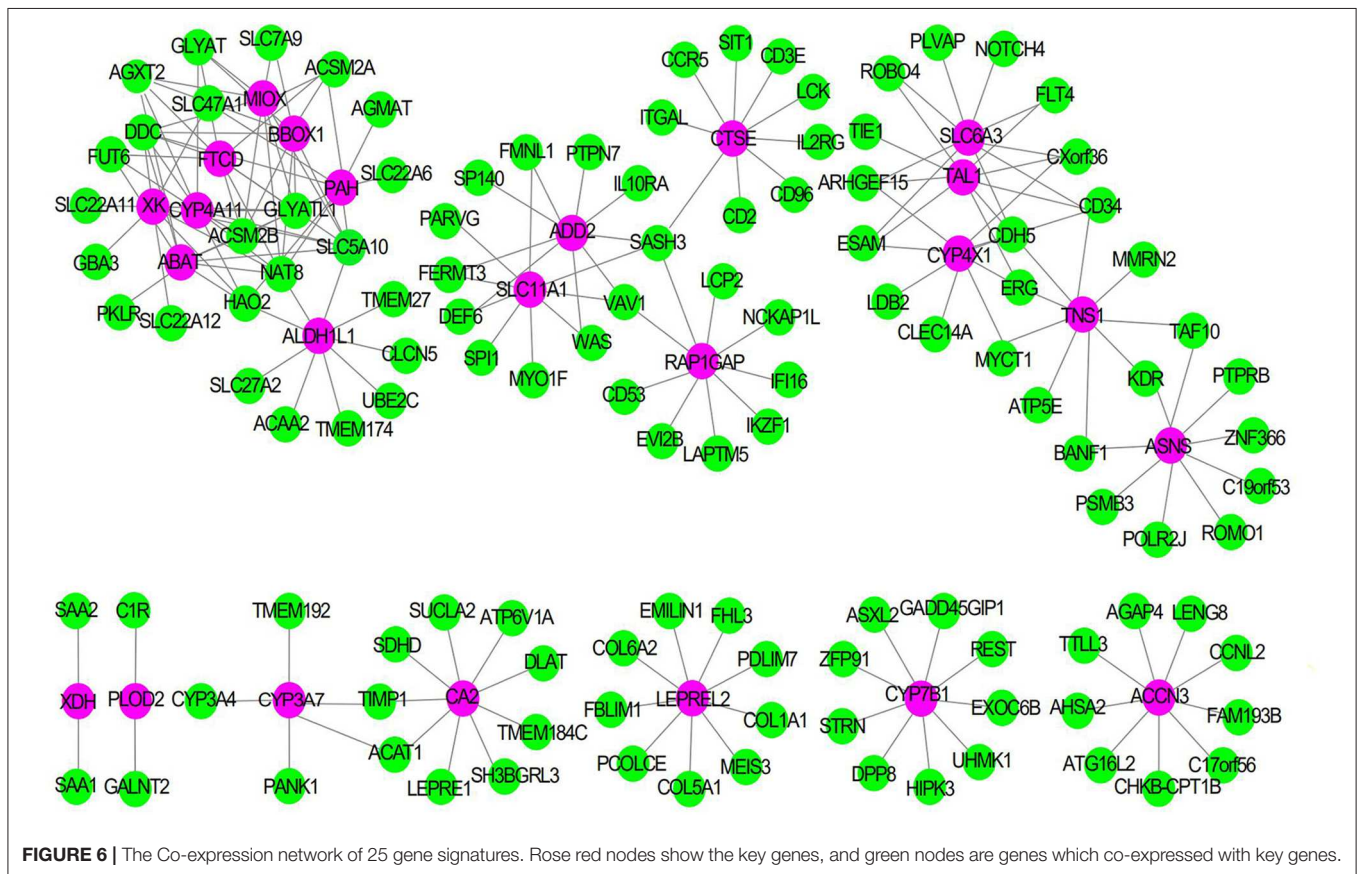 GLYAT
SLC7A9
AGXT2
ACSM2A
MIOX
SLC47A1
AGMAT
DDC
BBOX1
FUT6
FTCD
SLC22A6
PAH
SLC22A11
XK
CYP4A11
GLYATL1
ACSM2B
SLC5A10
GBA3
ABAT
NAT8
HAO2
PKLR
SLC22A12
TMEM27
ALDH1L1
CLCN5
SLC27A2
UBE2C
ACAA2
TMEM174
SIT1
CCR5
CD3E
LCK
ITGAL
CTSE
IL2RG
CD96
CD2
FMNL1
PTPN7
SP140
IL10RA
PARVG
ADD2
SASH3
FERMT3
SLC11A1
LCP2
DEF6
VAV1
NCKAP1L
SPI1
WAS
RAP1GAP
MYO1F
IFI16
CD53
IKZF1
EVI2B
LAPTM5
PLVAP
NOTCH4
ROBO4
FLT4
TIE1
SLC6A3
CXorf36
ARHGEF15
TAL1
CD34
ESAM
CDH5
CYP4X1
MMRN2
LDB2
ERG
TNS1
CLEC14A
TAF10
MYCT1
KDR
PTPRB
ATP5E
BANF1
ASNS
ZNF366
C19orf53
PSMB3
POLR2J
ROMO1
SAA2
C1R
TMEM192
SUCLA2
ATP6V1A
SDHD
DLAT
XDH
PLOD2
CYP3A4
CYP3A7
TIMP1
CA2
TMEM184C
ACAT1
SAA1
GALNT2
PANK1
LEPRE1
SH3BGRL3
EMILIN1
FHL3
COL6A2
PDLIM7
LEPREL2
FBLIM1
COL1A1
PCOLCE
MEIS3
COL5A1
ASXL2
GADD45GIP1
ZFP91
REST
CYP7B1
EXOC6B
STRN
UHMK1
DPP8
HIPK3
AGAP4
LENG8
TTLL3
CCNL2
ACCN3
AHSA2
FAM193B
ATG16L2
C17orf56
CHKB-CPT1B
FIGURE 6 | The Co-expression network of 25 gene signatures. Rose red nodes show the key genes, and green nodes are genes which co-expressed with key genes.